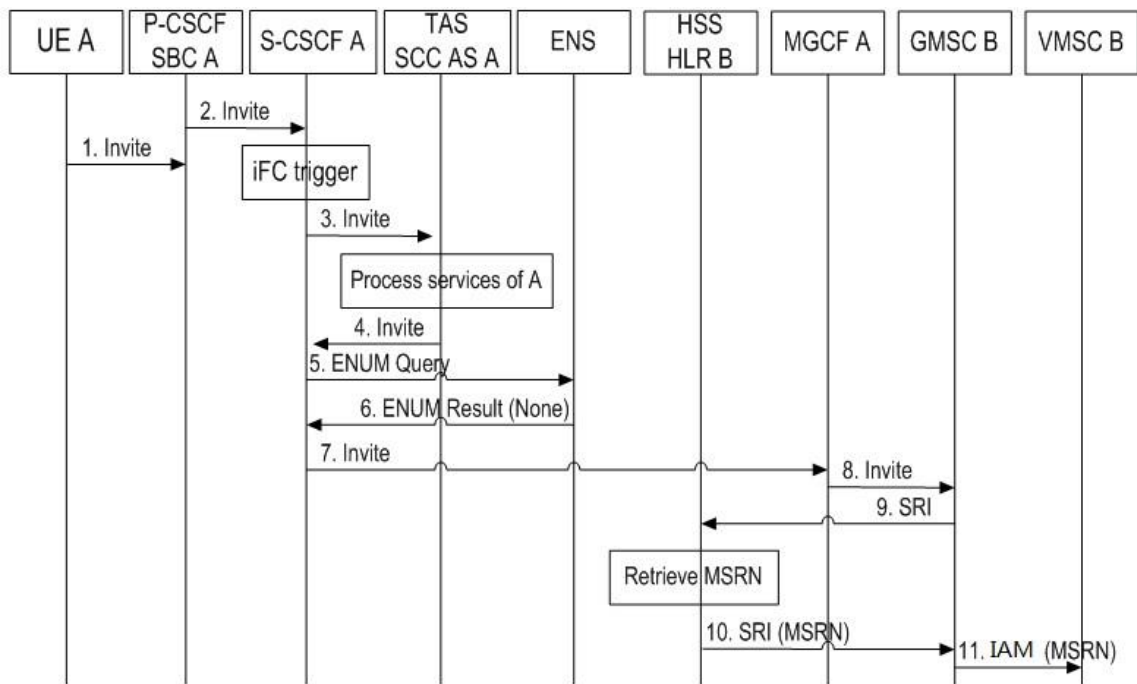 UE A
P-CSCF
SBC A
S-CSCF A
TAS
SCC AS A
ENS
HSS
HLR B
MGCF A
GMSC B
VMSC B
2. Invite
1. Invite
iFC trigger
3. Invite
Process services of A
4. Invite
5. ENUM Query
6. ENUM Result (None)
7. Invite
8. Invite
9. SRI
Retrieve MSRN
10. SRI (MSRN)
11. IAM (MSRN)